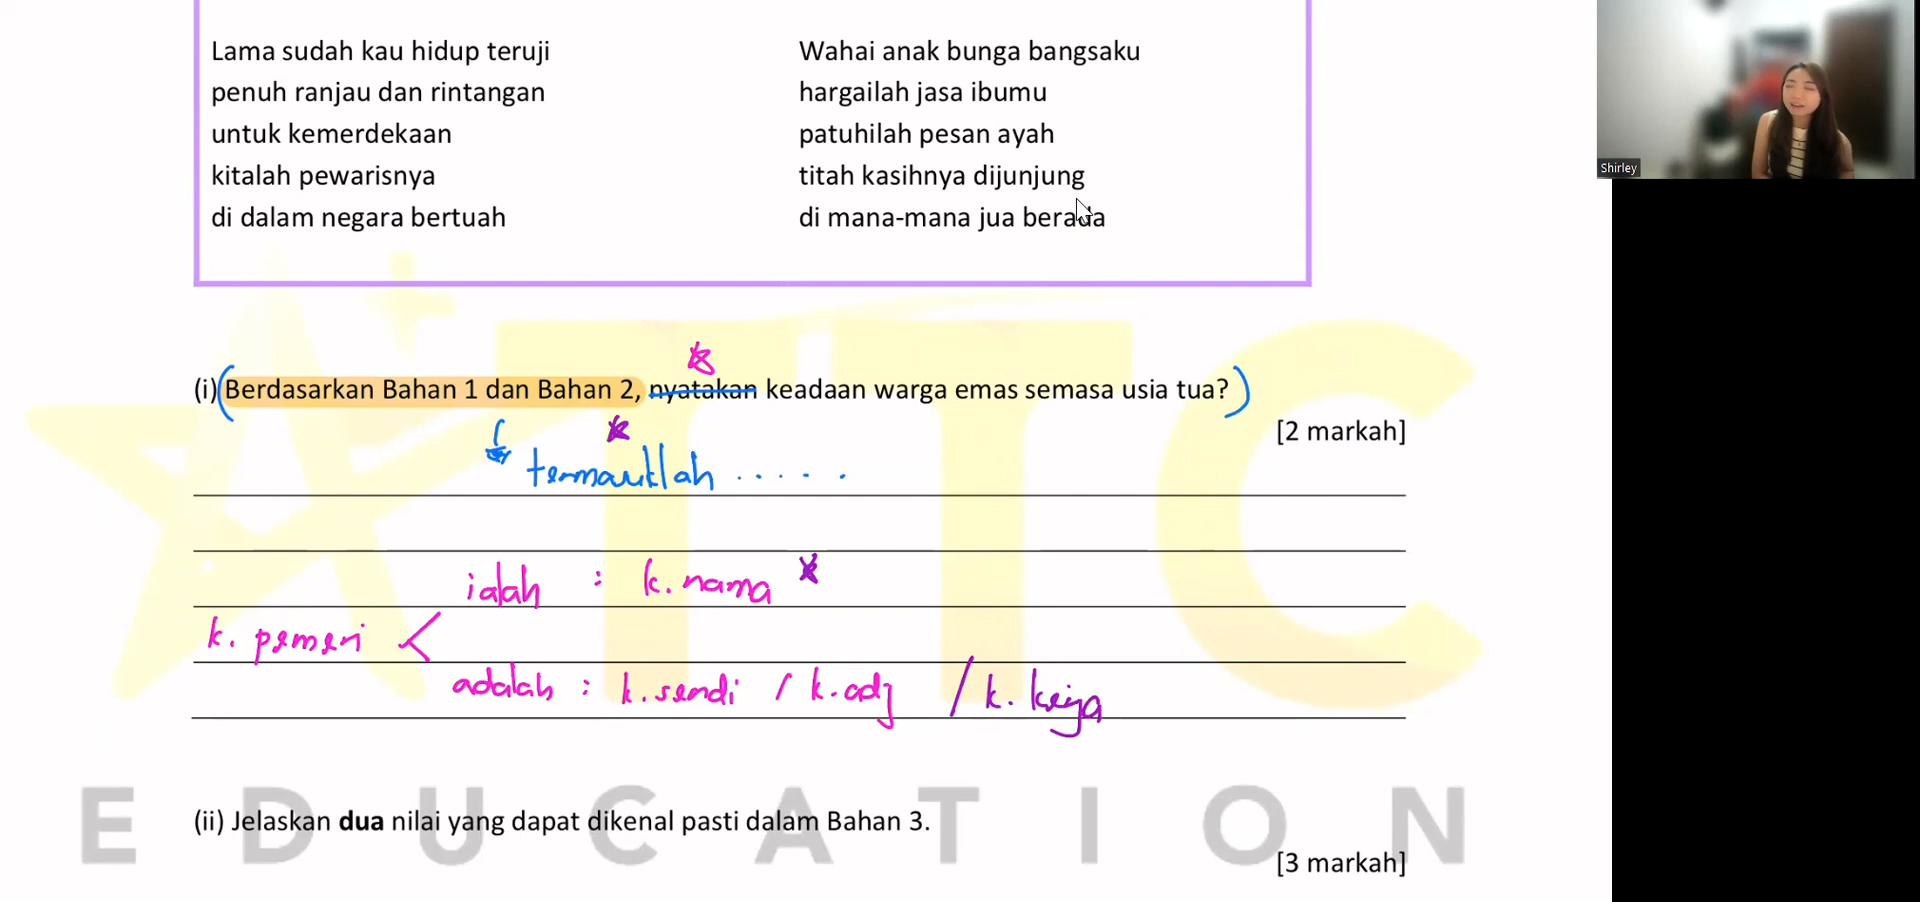 Lama sudah kau hidup teruji
penuh ranjau dan rintangan
untuk kemerdekaan
kitalah pewarisnya
di dalam negara bertuah
Wahai anak bunga bangsaku
hargailah jasa ibumu
patuhilah pesan ayah
titah kasihnya dijunjung
di mana-mana jua berada
Shirley
(i) Berdasarkan Bahan 1 dan Bahan 2, nyatakan keadaan warga emas semasa usia tua?
[2 markah]
termauklah .....
ialah : k. nama
k. pemeri <
adalah : k. sendi / k. adj / k. kerja
(ii) Jelaskan dua nilai yang dapat dikenal pasti dalam Bahan 3.
[3 markah]
TTC
EDUCATION